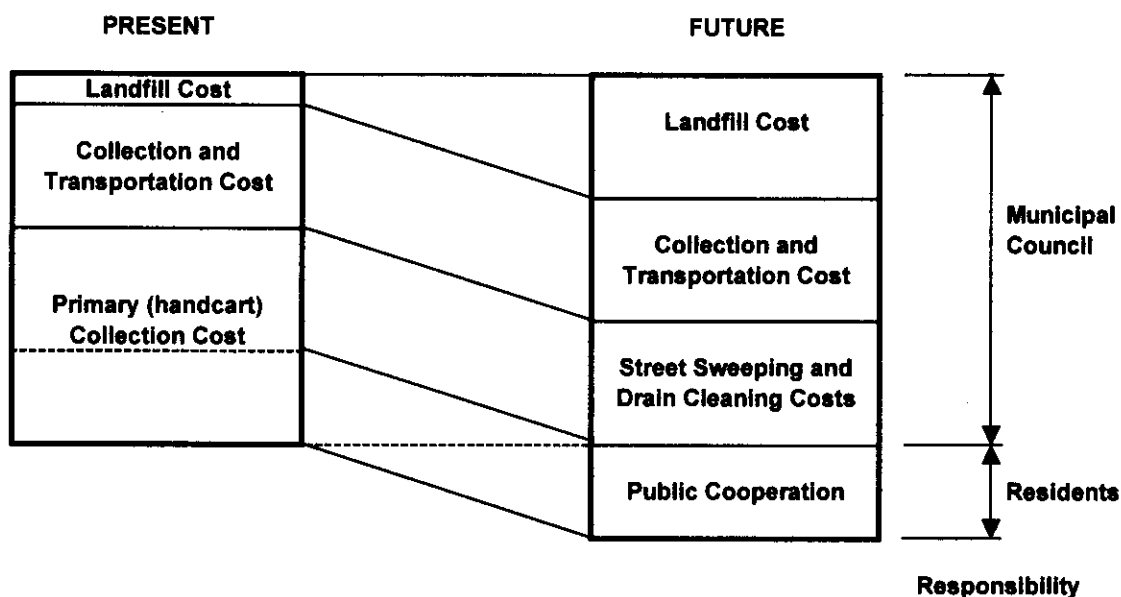 PRESENT
FUTURE
Landfill Cost
Collection and
Transportation Cost
Primary (handcart)
Collection Cost
Landfill Cost
Collection and
Transportation Cost
Street Sweeping and
Drain Cleaning Costs
Public Cooperation
Municipal
Council
Residents
Responsibility